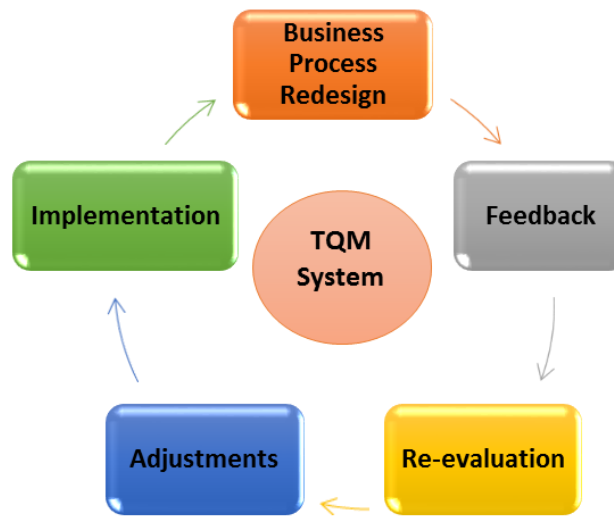 Business
Process
Redesign
Implementation
Feedback
TQM
System
Adjustments
Re-evaluation